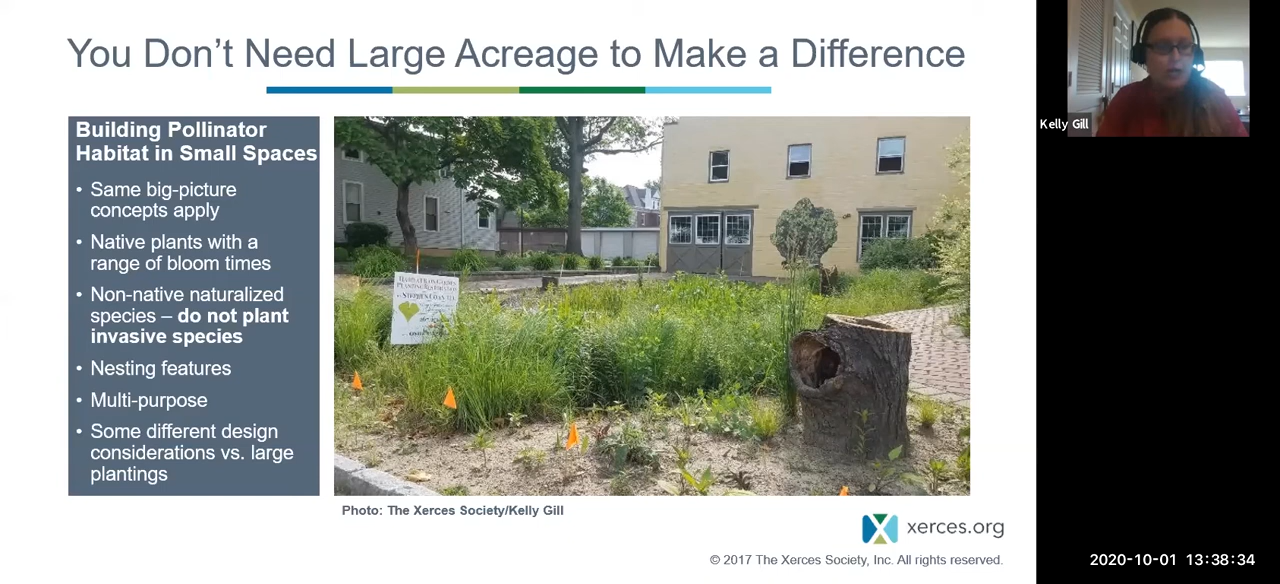 You Don't Need Large Acreage to Make a Difference
Building Pollinator
Habitat in Small Spaces
• Same big-picture
concepts apply
• Native plants with a
range of bloom times
• Non-native naturalized
species – do not plant
invasive species
• Nesting features
• Multi-purpose
• Some different design
considerations vs. large
plantings
Photo: The Xerces Society/Kelly Gill
xerces.org
© 2017 The Xerces Society, Inc. All rights reserved.
Kelly Gill
2020-10-01 13:38:34